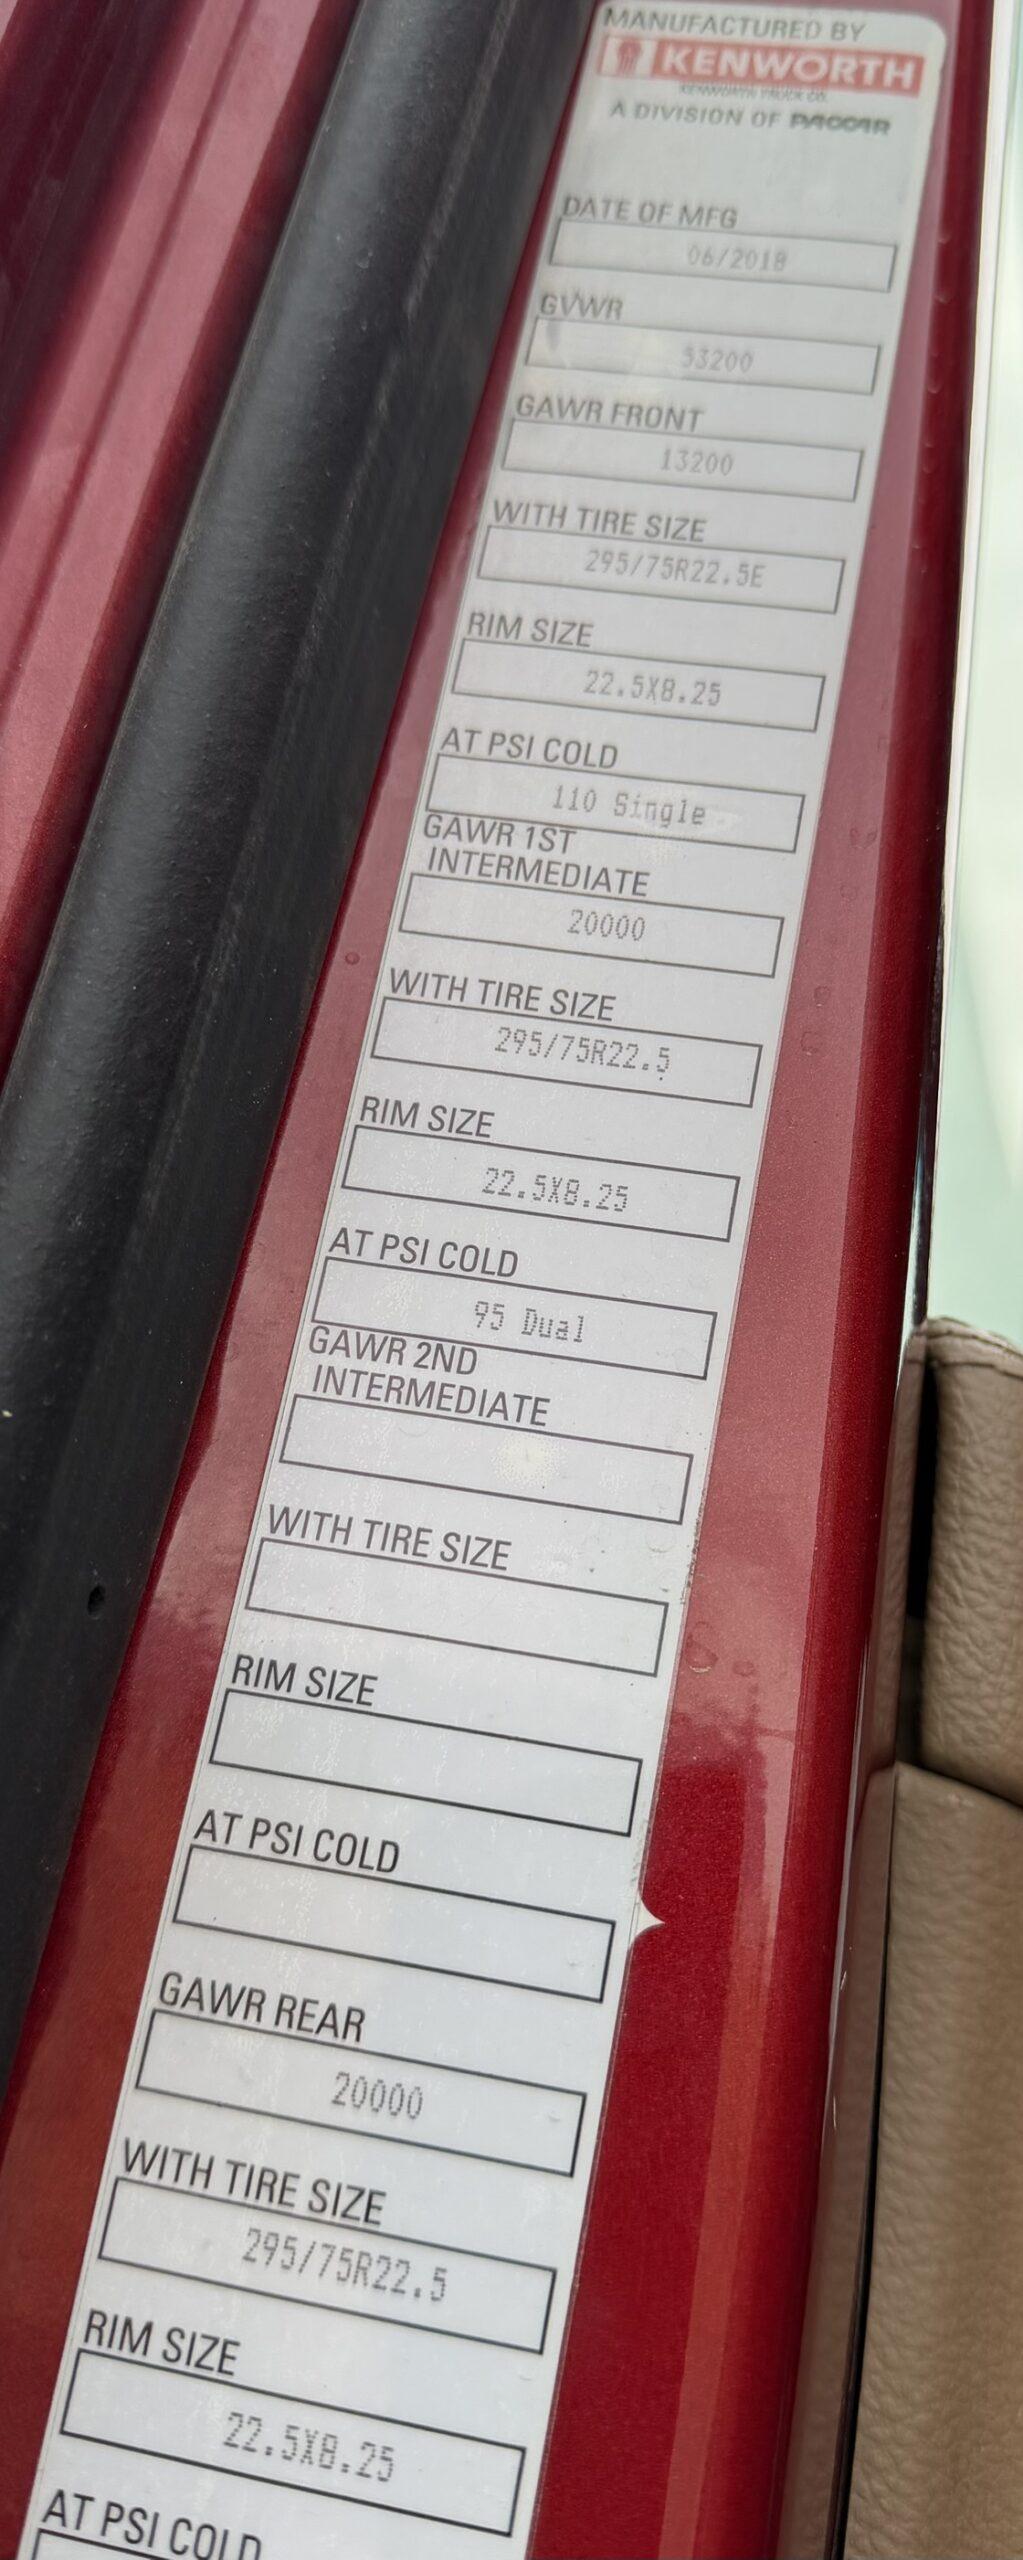 MANUFACTURED BY
KENWORTH
KENWORTH TRUCK CO.
A DIVISION OF PACCAR
DATE OF MFG
06/2018
GVWR
53200
GAWR FRONT
13200
WITH TIRE SIZE
295/75R22.5E
RIM SIZE
22.5X8.25
AT PSI COLD
110 Single
GAWR 1ST
INTERMEDIATE
20000
WITH TIRE SIZE
295/75R22.5
RIM SIZE
22.5X8.25
AT PSI COLD
95 Dual
GAWR 2ND
INTERMEDIATE
WITH TIRE SIZE
RIM SIZE
AT PSI COLD
GAWR REAR
20000
WITH TIRE SIZE
295/75R22.5
RIM SIZE
22.5X8.25
AT PSI COLD